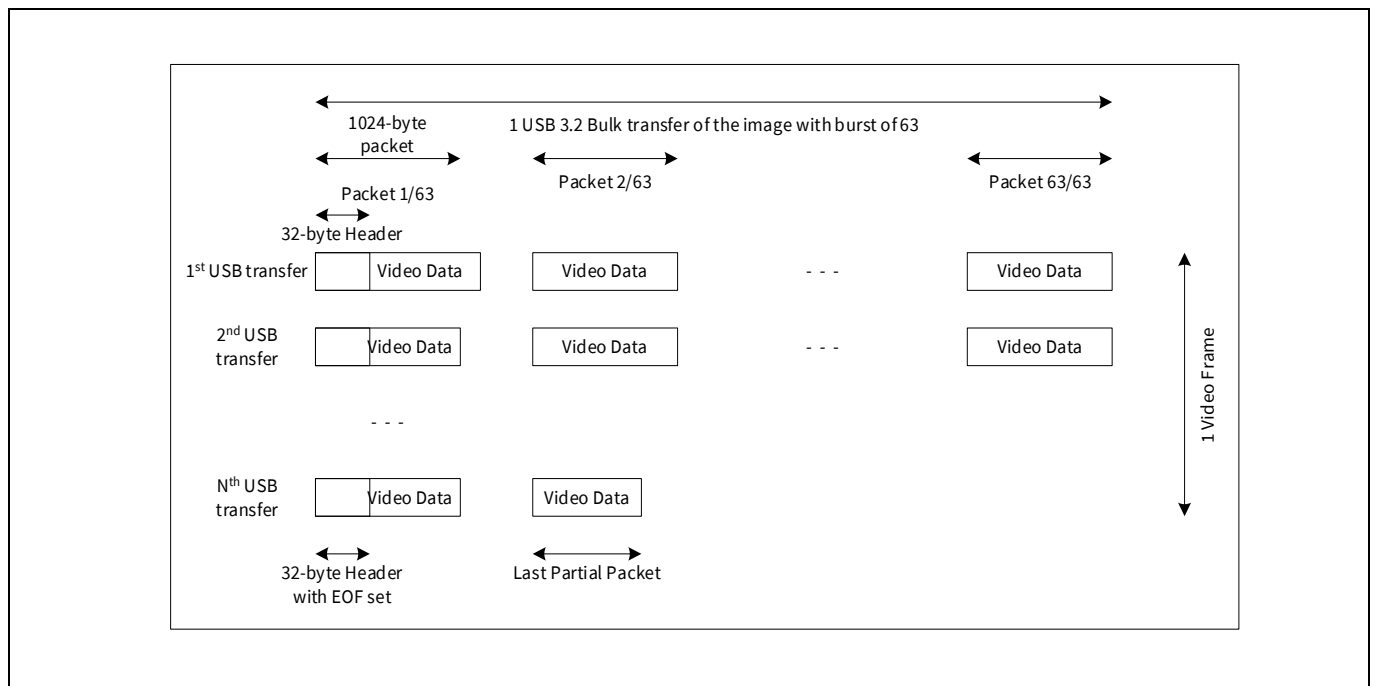 1024-byte
packet
1 USB 3.2 Bulk transfer of the image with burst of 63
Packet 1/63
Packet 2/63
Packet 63/63
32-byte Header
1st USB transfer
Video Data
Video Data
- - -
Video Data
2nd USB
transfer
Video Data
Video Data
- - -
Video Data
1 Video Frame
- - -
Nth USB
transfer
Video Data
Video Data
32-byte Header
with EOF set
Last Partial Packet